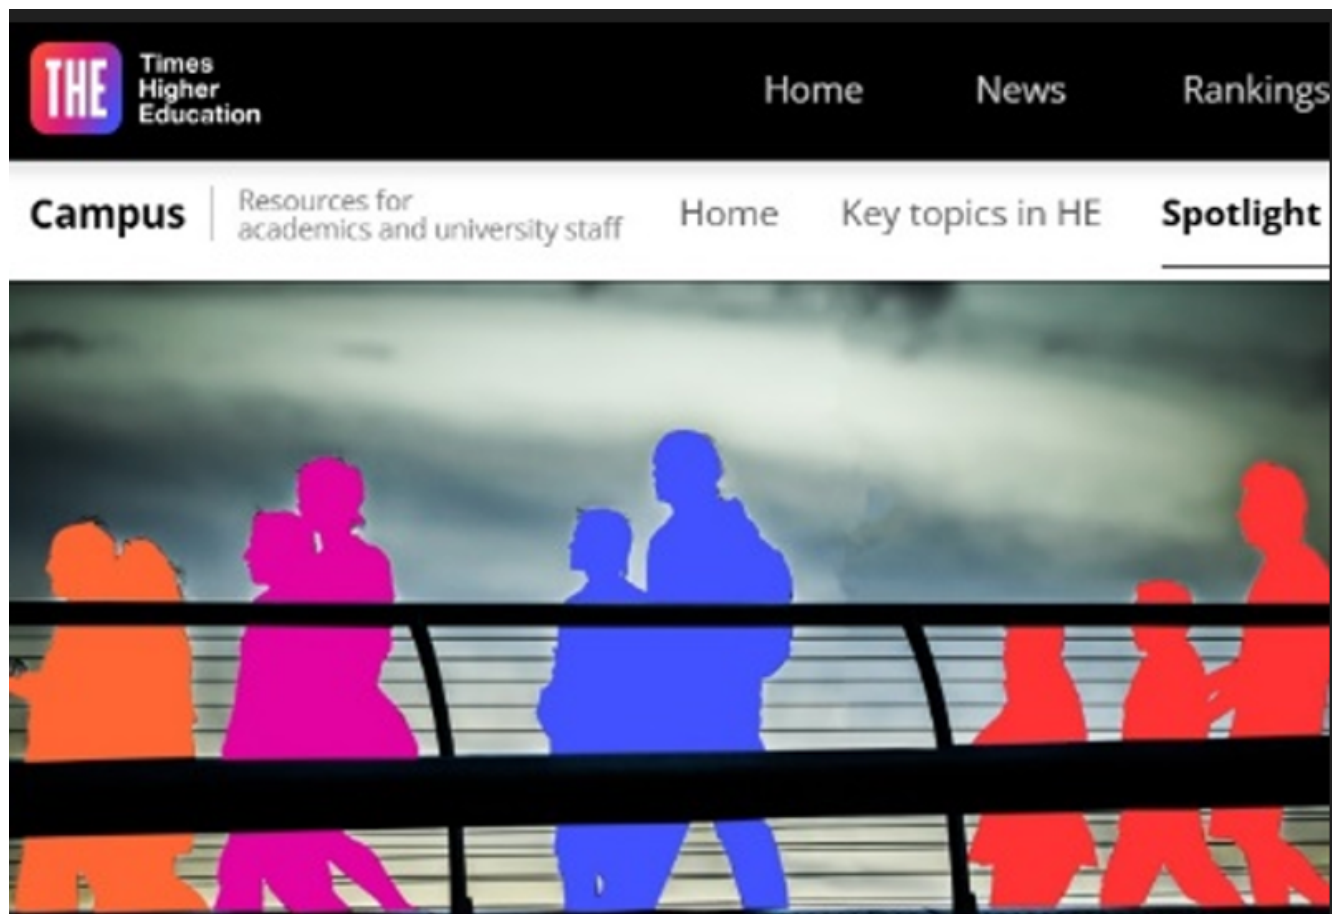 THE
Times
Higher
Education
Home
News
Rankings
Campus
Resources for
academics and university staff
Home
Key topics in HE
Spotlight